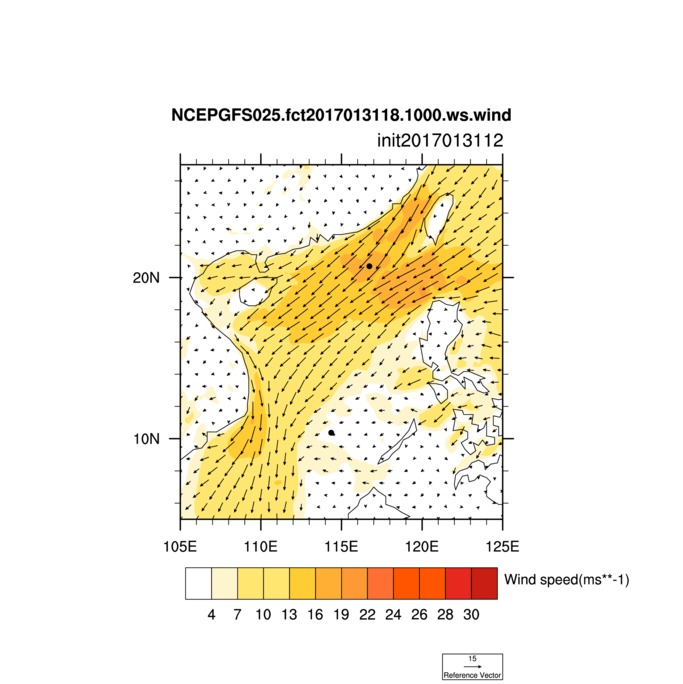 NCEPGFS025.fct2017013118.1000.ws.wind
init2017013112
20N
10N
105E 110E 115E 120E 125E
Wind speed(ms**-1)
4 7 10 13 16 19 22 24 26 28 30
15
Reference Vector